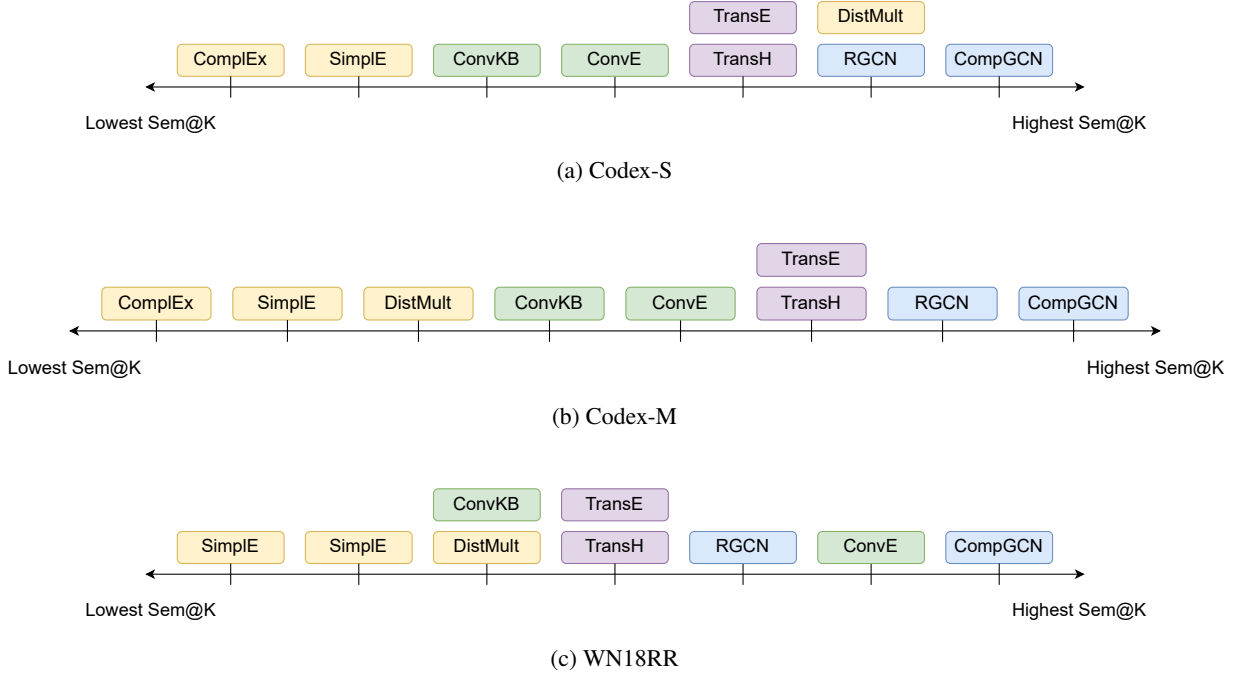 TransE DistMult
ComplEx SimplE ConvKB ConvE TransH RGCN CompGCN
Lowest Sem@K Highest Sem@K
(a) Codex-S
TransE
ComplEx SimplE DistMult ConvKB ConvE TransH RGCN CompGCN
Lowest Sem@K Highest Sem@K
(b) Codex-M
ConvKB TransE
SimplE SimplE DistMult TransH RGCN ConvE CompGCN
Lowest Sem@K Highest Sem@K
(c) WN18RR